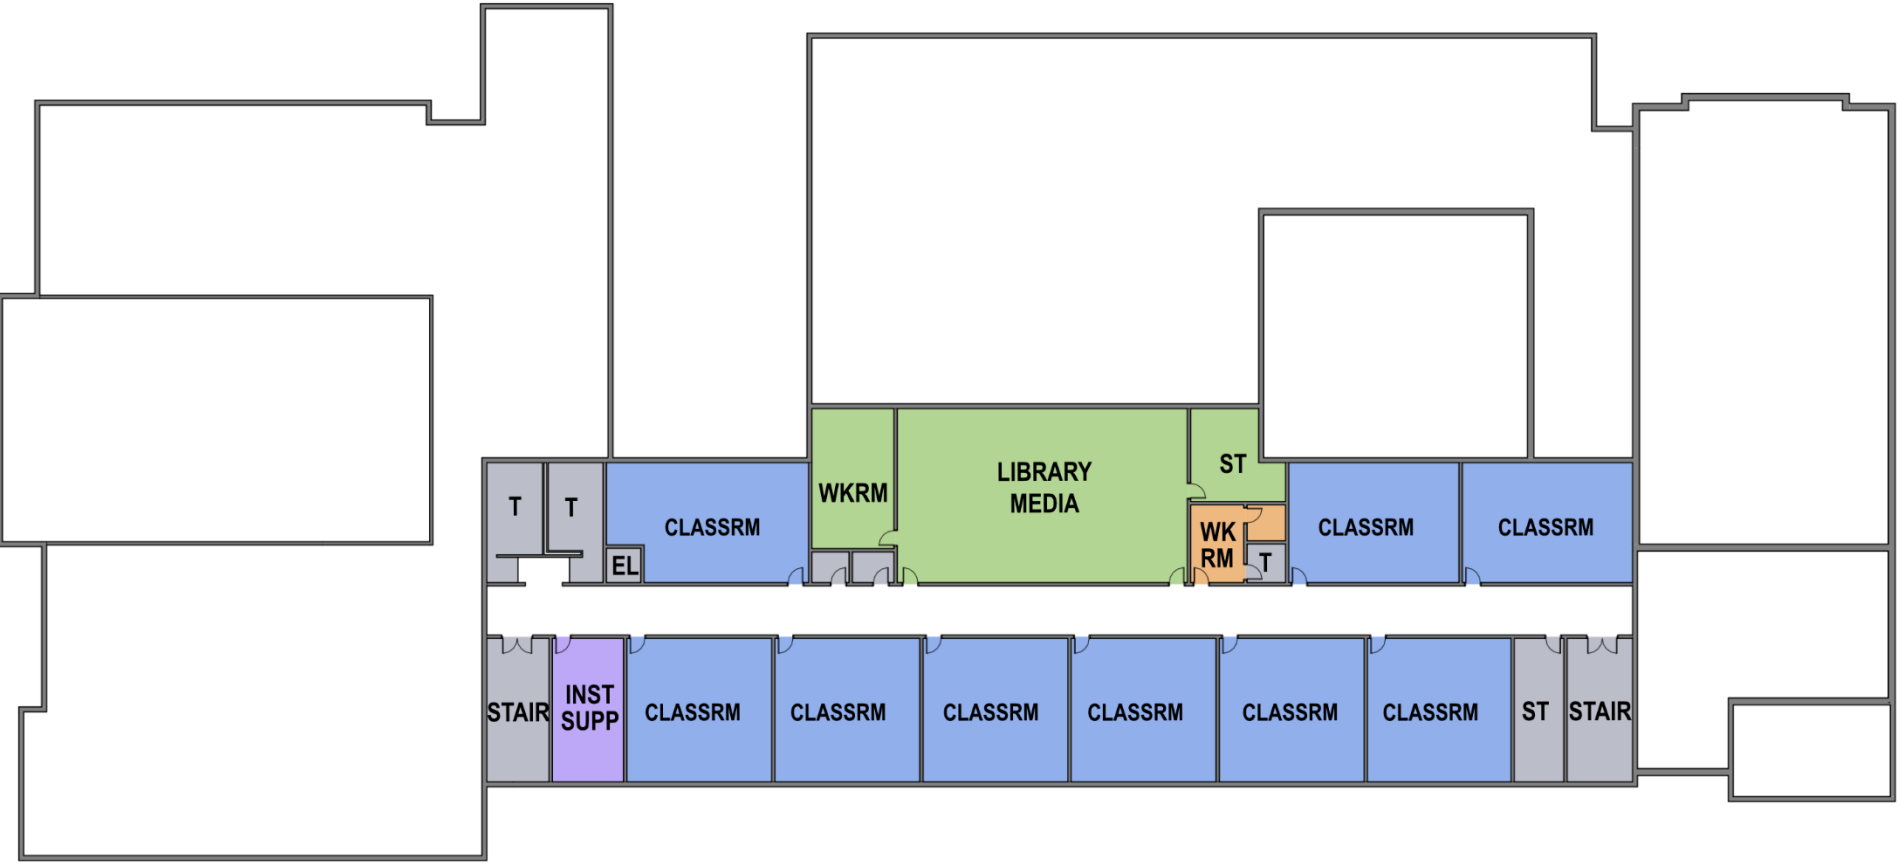 T
T
CLASSRM
EL
WKRM
LIBRARY
MEDIA
ST
WK
RM
T
CLASSRM
CLASSRM
STAIR
INST
SUPP
CLASSRM
CLASSRM
CLASSRM
CLASSRM
CLASSRM
CLASSRM
ST
STAIR